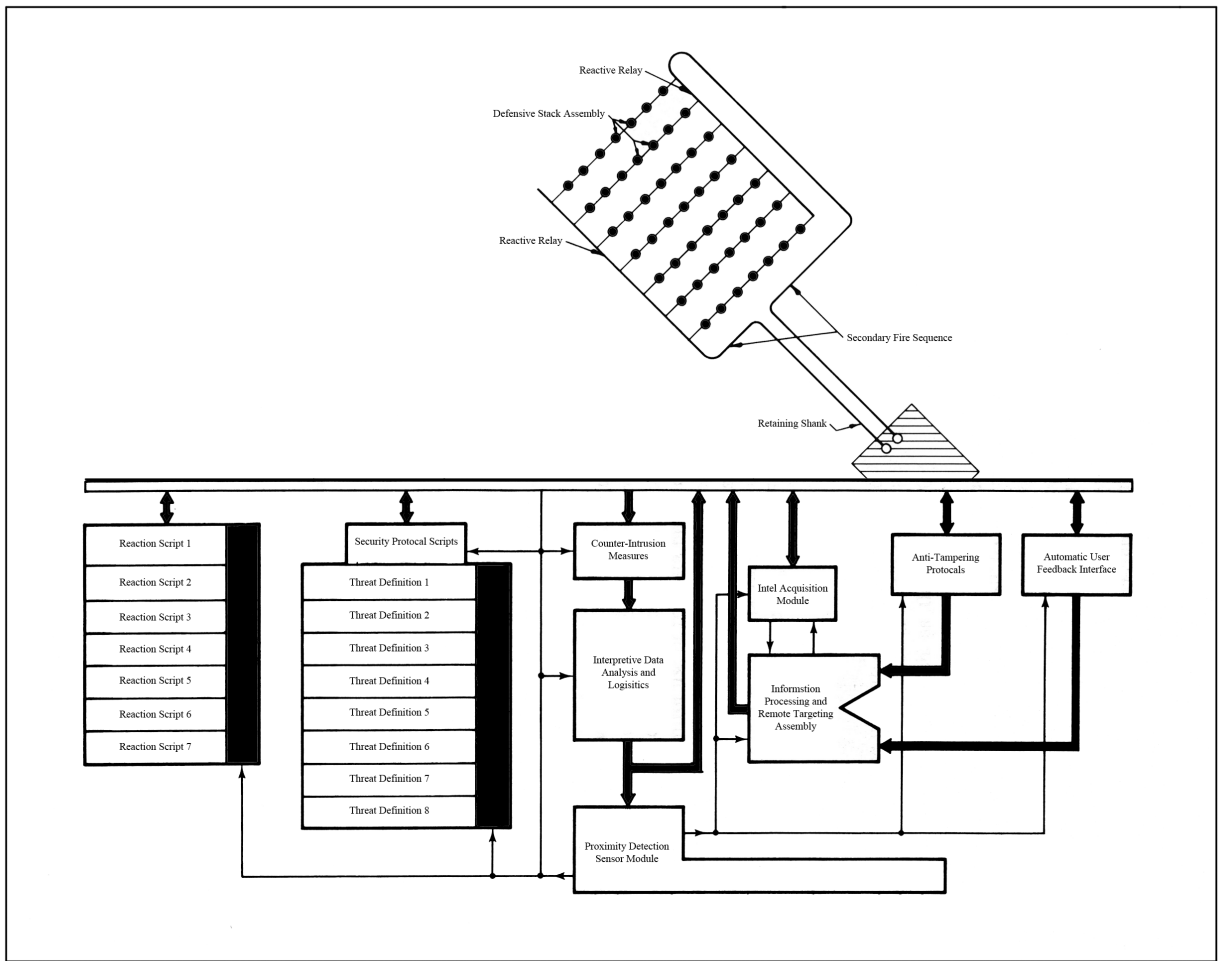 Reactive Relay
Defensive Stack Assembly
Reactive Relay
Secondary Fire Sequence
Retaining Shank
Reaction Script 1
Reaction Script 2
Reaction Script 3
Reaction Script 4
Reaction Script 5
Reaction Script 6
Reaction Script 7
Security Protocal Scripts
Threat Definition 1
Threat Definition 2
Threat Definition 3
Threat Definition 4
Threat Definition 5
Threat Definition 6
Threat Definition 7
Threat Definition 8
Counter-Intrusion
Measures
Interpretive Data
Analysis and
Logisitics
Proximity Detection
Sensor Module
Intel Acquisition
Module
Informstion
Processing and
Remote Targeting
Assembly
Anti-Tampering
Protocals
Automatic User
Feedback Interface